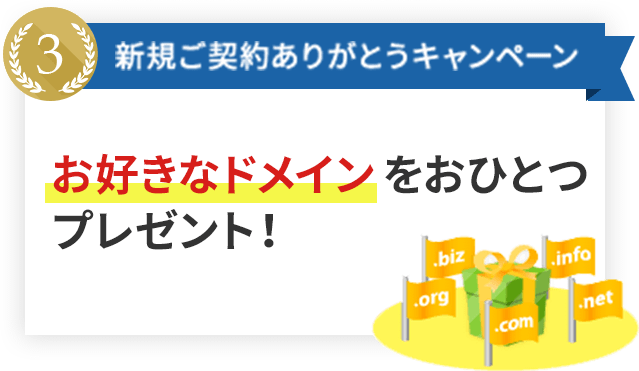 3
新規ご契約ありがとうキャンペーン
お好きなドメインをおひとつ
プレゼント!
.biz
.info
.org
.net
.com